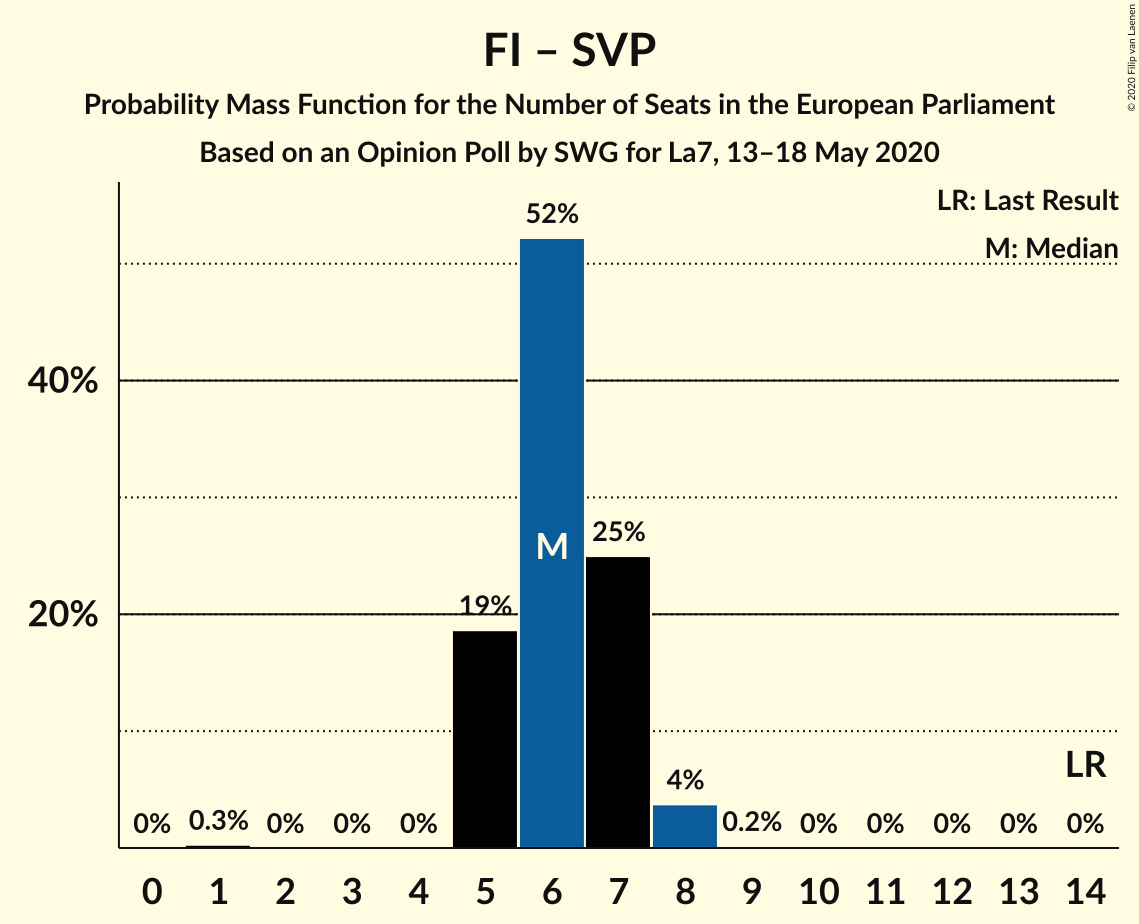 © 2020 Filip van Laenen
FI – SVP
Probability Mass Function for the Number of Seats in the European Parliament
Based on an Opinion Poll by SWG for La7, 13–18 May 2020
LR: Last Result
M: Median
52%
40%
25%
M
19%
20%
LR
4%
0% 0.3% 0% 0% 0% 0.2% 0% 0% 0% 0% 0%
0 1 2 3 4 5 6 7 8 9 10 11 12 13 14